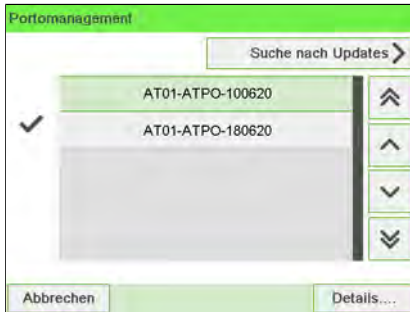 Portomanagement
Suche nach Updates
AT01-ATPO-100620
AT01-ATPO-180620
Abbrechen
Details....